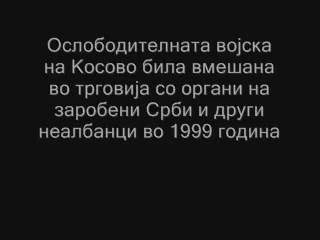 Ослободителната војска
на Косово била вмешана
во трговија со органи на
заробени Срби и други
неалбанци во 1999 година